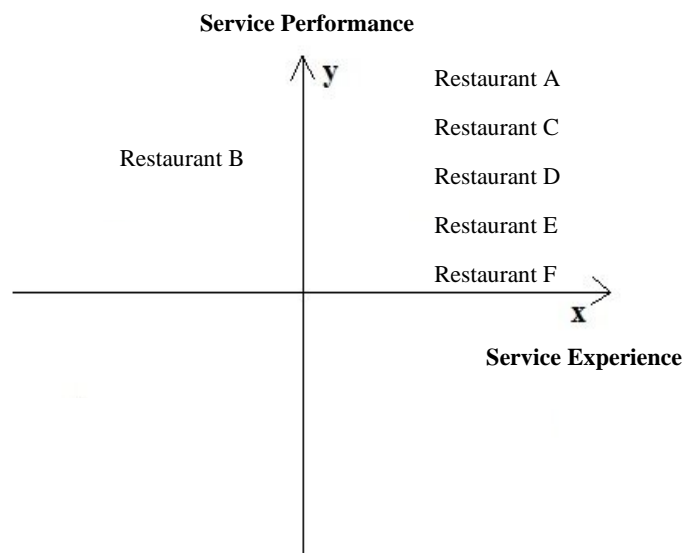 Service Performance
y
Restaurant A
Restaurant C
Restaurant B
Restaurant D
Restaurant E
Restaurant F
x
Service Experience